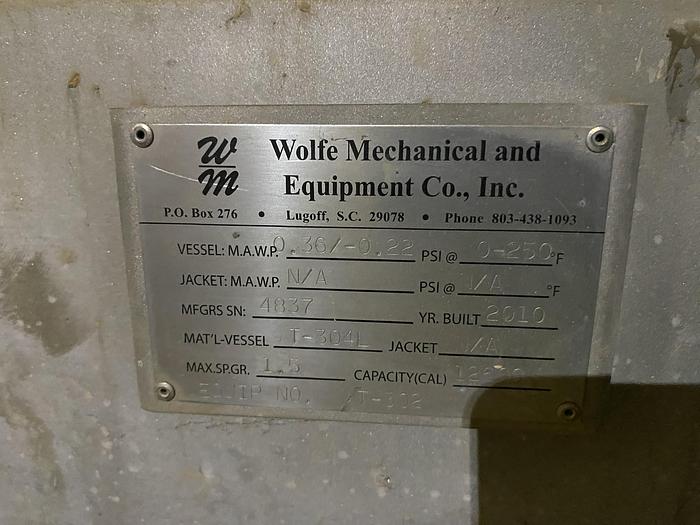 W
M
Wolfe Mechanical and
Equipment Co., Inc.
P.O. Box 276 • Lugoff, S.C. 29078 • Phone 803-438-1093
VESSEL: M.A.W.P. 0.36/-0.22 PSI @ 0-250 °F
JACKET: M.A.W.P. N/A PSI @ N/A °F
MFGRS SN: 4837 YR. BUILT 2010
MAT'L-VESSEL T-304L JACKET N/A
MAX.SP.GR. 1.5 CAPACITY(CAL)
EQUIP NO.